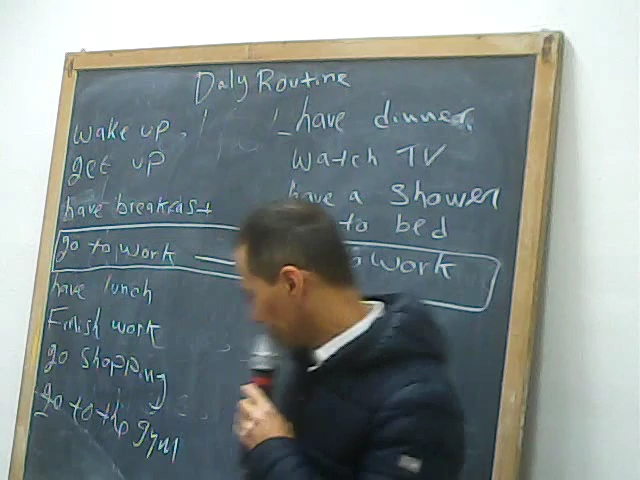 Daly Routine
wake up
get up
have breakfast
go to work
have lunch
Finish work
go shopping
go to the gym
have dinner
watch TV
have a shower
to bed
work